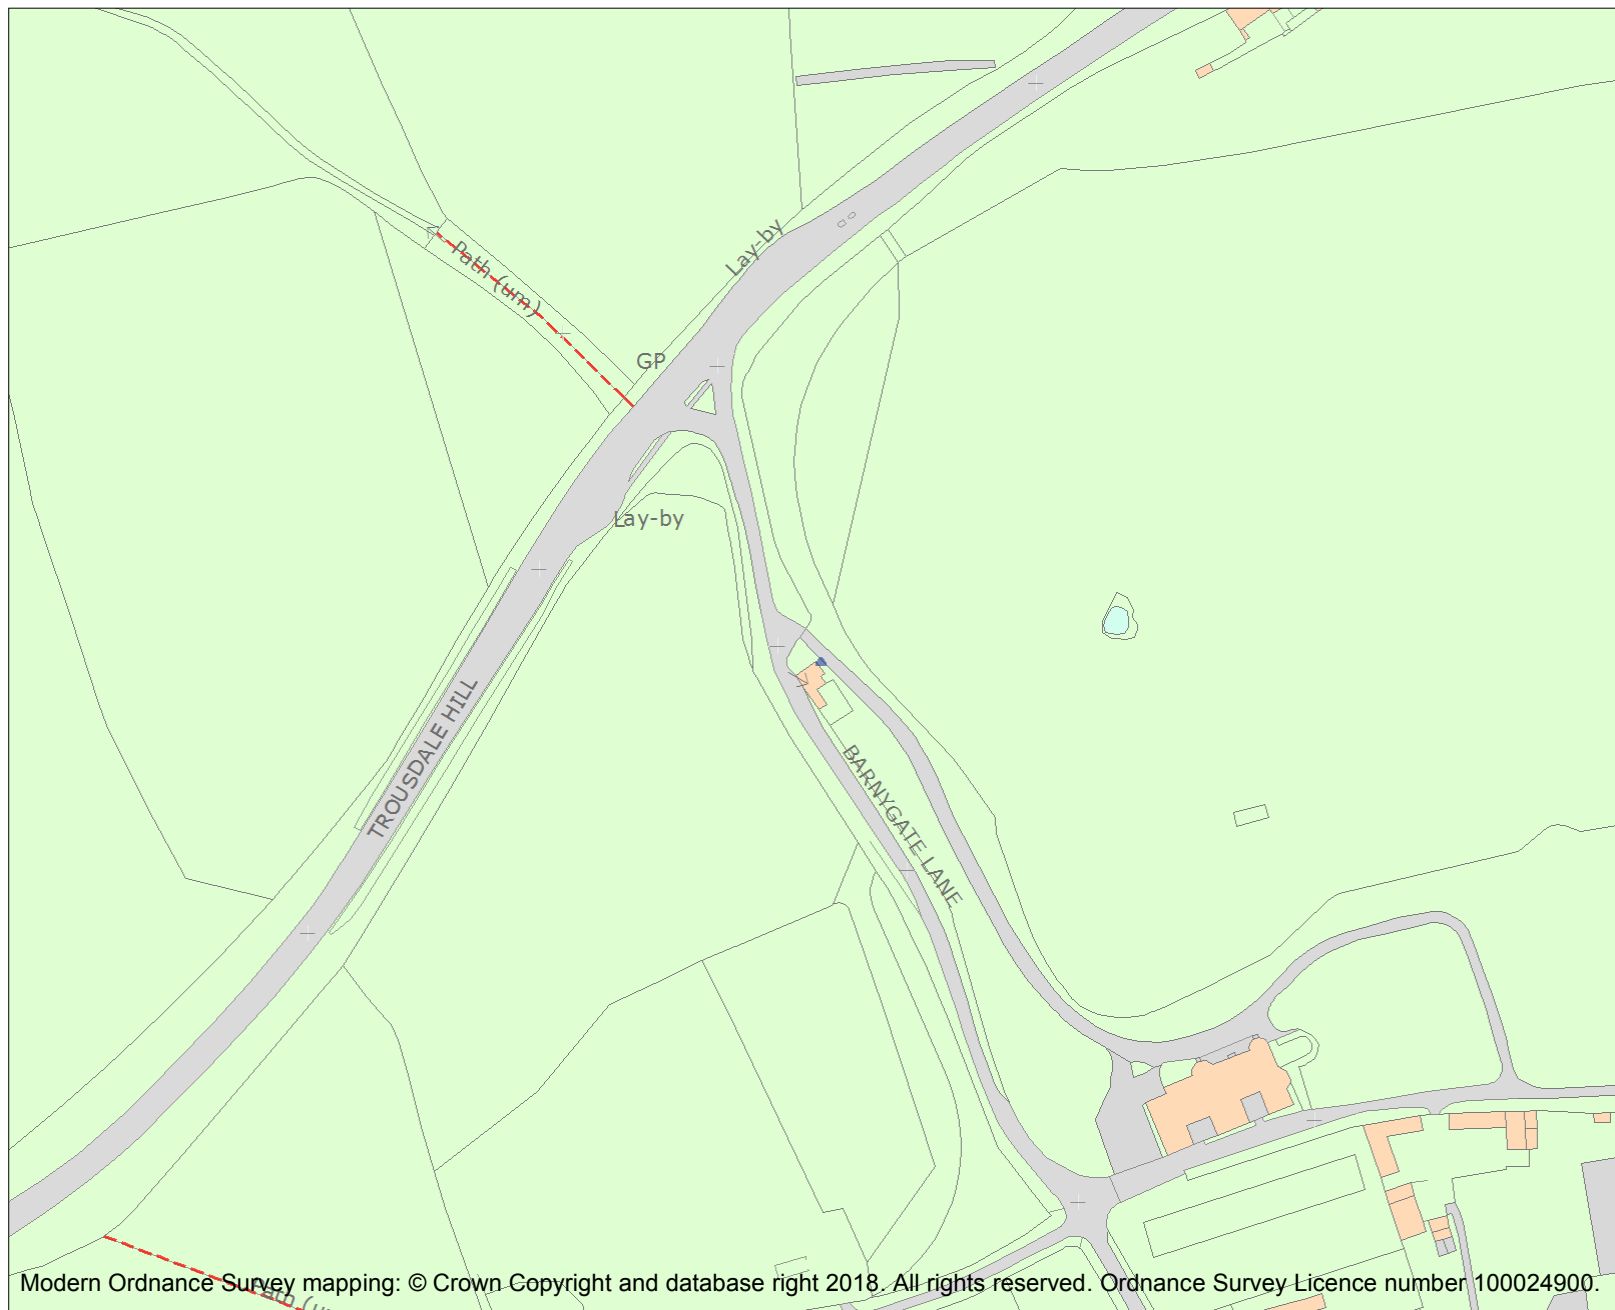 Lay-by
Path (um)
GP
Lay-by
TROUSDALE HILL
BARNYGATE LANE
Path (u
Modern Ordnance Survey mapping: © Crown Copyright and database right 2018. All rights reserved. Ordnance Survey Licence number 100024900.